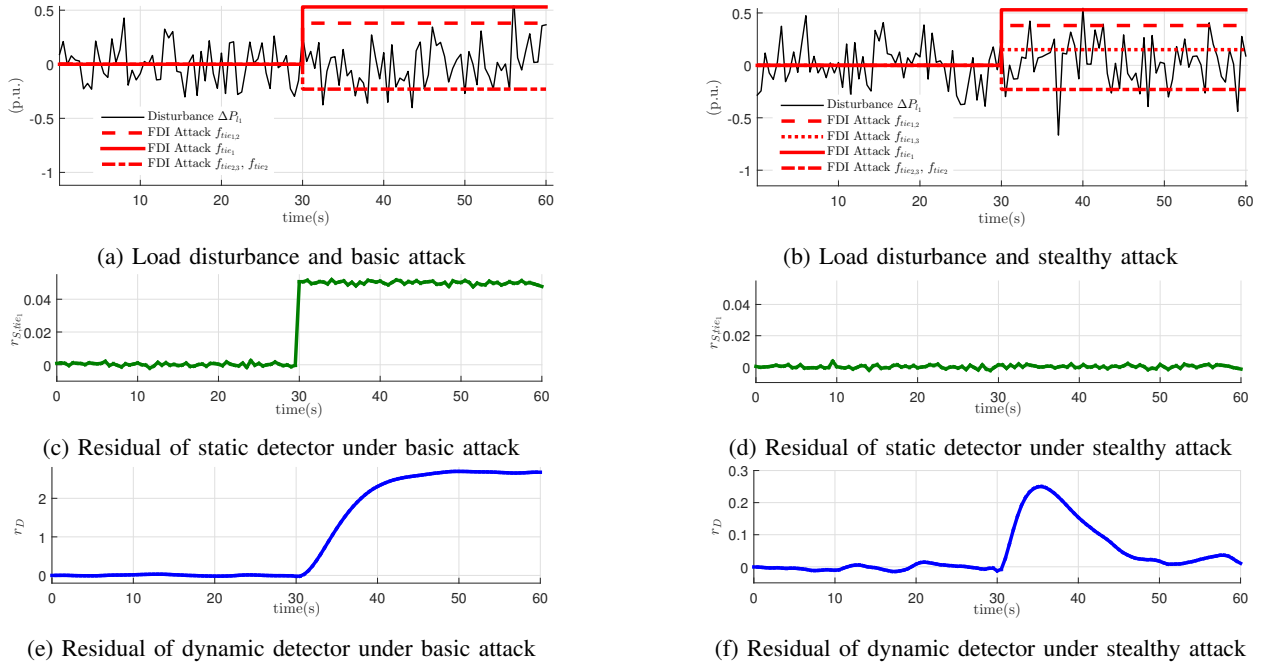 0.5
0
-0.5
-1
(p.u.)
Disturbance ΔP_{l_1}
FDI Attack f_{tie_{1,2}}
FDI Attack f_{tie_1}
FDI Attack f_{tie_{2,3}}, f_{tie_2}
10 20 30 40 50 60
time(s)
(a) Load disturbance and basic attack
0.5
0
-0.5
-1
(p.u.)
Disturbance ΔP_{l_1}
FDI Attack f_{tie_{1,2}}
FDI Attack f_{tie_{1,3}}
FDI Attack f_{tie_1}
FDI Attack f_{tie_{2,3}}, f_{tie_2}
10 20 30 40 50 60
time(s)
(b) Load disturbance and stealthy attack
0.04
0.02
0
r_{S,tie_1}
0 10 20 30 40 50 60
time(s)
(c) Residual of static detector under basic attack
0.04
0.02
0
r_{S,tie_1}
0 10 20 30 40 50 60
time(s)
(d) Residual of static detector under stealthy attack
2
1
0
r_D
0 10 20 30 40 50 60
time(s)
(e) Residual of dynamic detector under basic attack
0.3
0.2
0.1
0
r_D
0 10 20 30 40 50 60
time(s)
(f) Residual of dynamic detector under stealthy attack